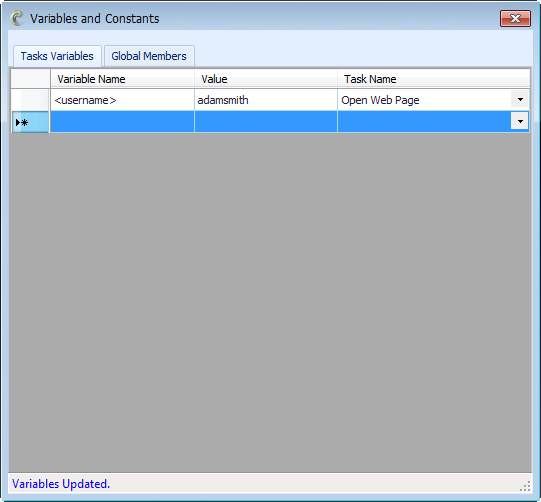 Variables and Constants
Tasks Variables Global Members
Variable Name Value Task Name
<username> adamsmith Open Web Page
Variables Updated.